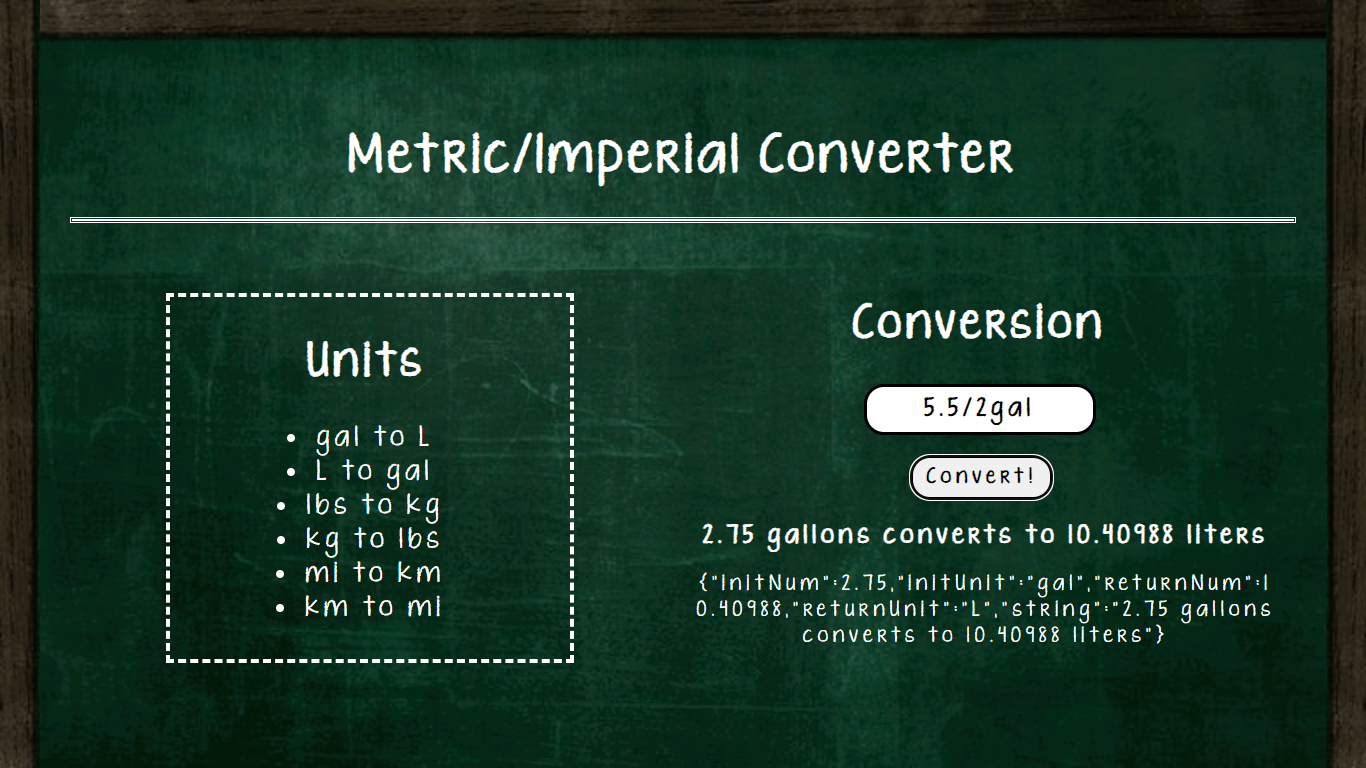 Metric/Imperial Converter
Units
• gal to L
• L to gal
• lbs to kg
• kg to lbs
• mi to km
• km to mi
Conversion
5.5/2gal
Convert!
2.75 gallons converts to 10.40988 liters
{"initNum":2.75,"initUnit":"gal","returnNum":1
0.40988,"returnUnit":"L","string":"2.75 gallons
converts to 10.40988 liters"}